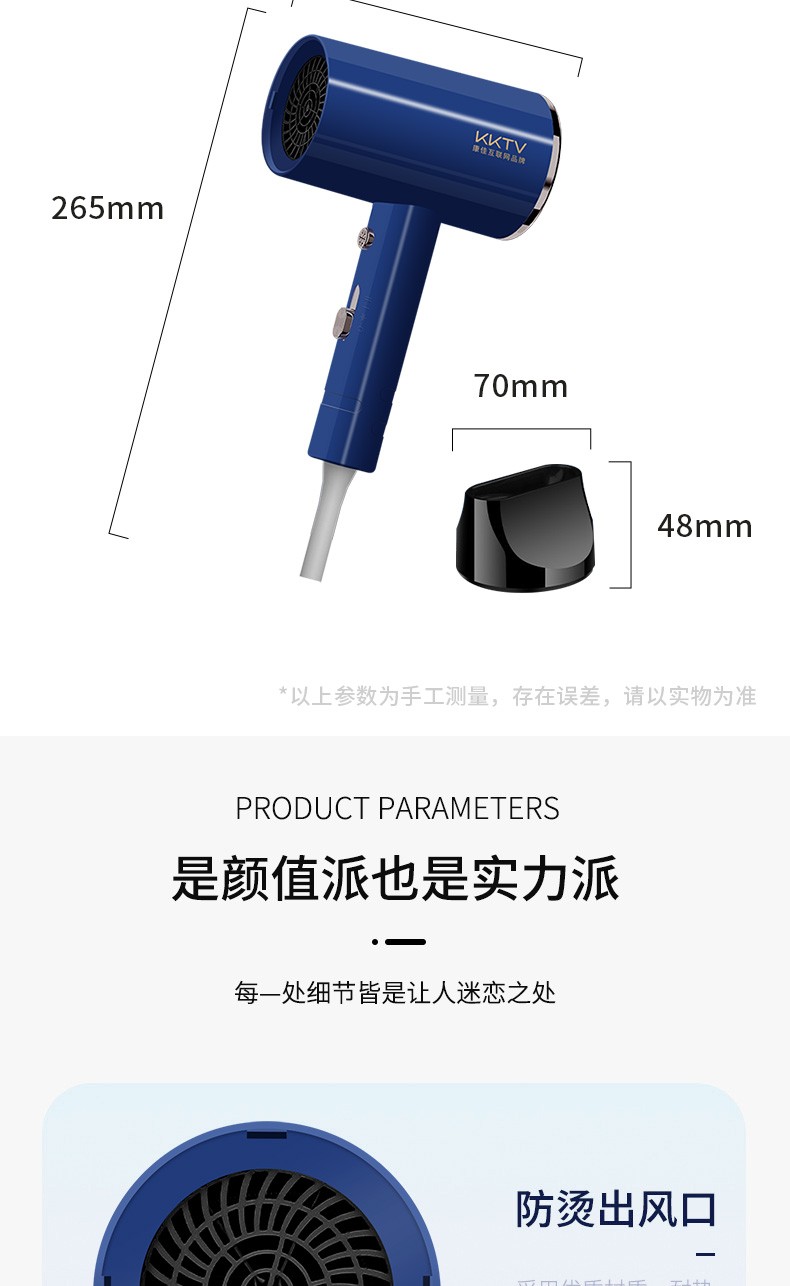 KKTV
康佳互联网品牌
265mm
70mm
48mm
*以上参数为手工测量，存在误差，请以实物为准
PRODUCT PARAMETERS
是颜值派也是实力派
每一处细节皆是让人迷恋之处
防烫出风口